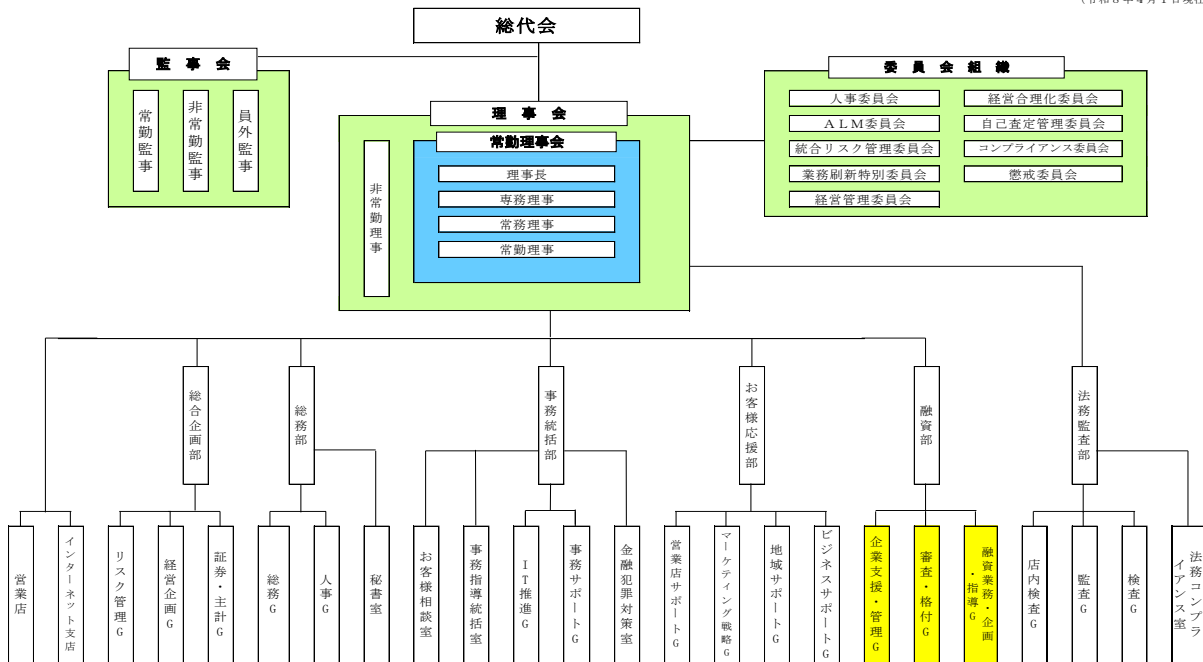 (令和8年4月1日現在
総代会
監事会
常勤監事
非常勤監事
員外監事
理事会
常勤理事会
理事長
専務理事
常務理事
常勤理事
非常勤理事
委員会組織
人事委員会
経営合理化委員会
ALM委員会
自己査定管理委員会
統合リスク管理委員会
コンプライアンス委員会
業務刷新特別委員会
懲戒委員会
経営管理委員会
総合企画部
総務部
事務統括部
お客様応援部
融資部
法務監査部
営業店
インターネット支店
リスク管理G
経営企画G
証券・主計G
総務G
人事G
秘書室
お客様相談室
事務指導統括室
IT推進G
事務サポートG
金融犯罪対策室
営業店サポートG
マーケティング戦略G
地域サポートG
ビジネスサポートG
企業支援・管理G
審査・格付G
融資業務・企画
・指導G
店内検査G
監査G
検査G
法務コンプラ
イアンス室